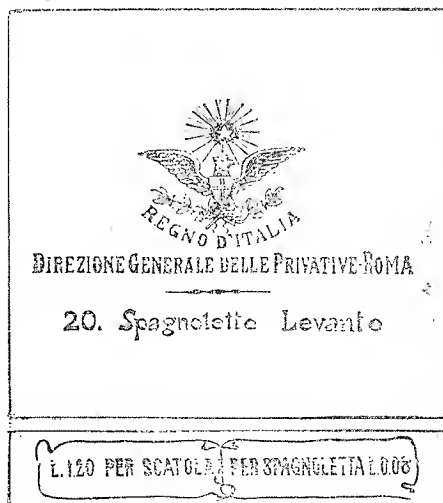 REGNO D'ITALIA
DIREZIONE GENERALE DELLE PRIVATIVE-ROMA
20. Spagnolette Levante
L.1.20 PER SCATOLA PER SPAGNOLETTA L.0.06